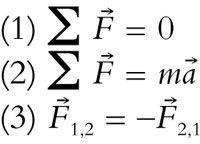 (1) ∑ F⃗ = 0
(2) ∑ F⃗ = ma⃗
(3) F⃗₁,₂ = −F⃗₂,₁